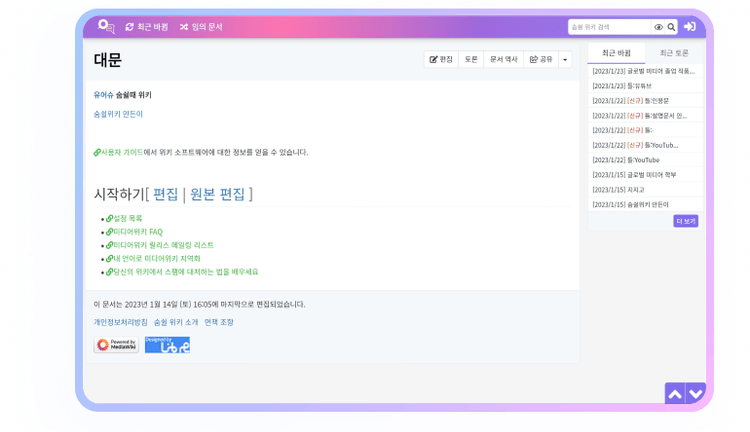 최근 바뀜 임의 문서
숨쉴 위키 검색
대문
편집 토론 문서 역사 공유
유어슈 숨쉴때 위키
숨쉴위키 만든이
사용자 가이드에서 위키 소프트웨어에 대한 정보를 얻을 수 있습니다.
시작하기[ 편집 | 원본 편집 ]
설정 목록
미디어위키 FAQ
미디어위키 릴리스 메일링 리스트
내 언어로 미디어위키 지역화
당신의 위키에서 스팸에 대처하는 법을 배우세요
이 문서는 2023년 1월 14일 (토) 16:05에 마지막으로 편집되었습니다.
개인정보처리방침 숨쉴 위키 소개 면책 조항
Powered by
MediaWiki
Designed by
Libre
최근 바뀜 최근 토론
[2023/1/23] 글로벌 미디어 졸업 작품...
[2023/1/23] 틀:유튜브
[2023/1/22] [신규] 틀:인용문
[2023/1/22] [신규] 틀:설명문서 인...
[2023/1/22] [신규] 틀:-
[2023/1/22] [신규] 틀:YouTub...
[2023/1/22] 틀:YouTube
[2023/1/15] 글로벌 미디어 학부
[2023/1/15] 지지고
[2023/1/15] 숨쉴위키 만든이
더 보기